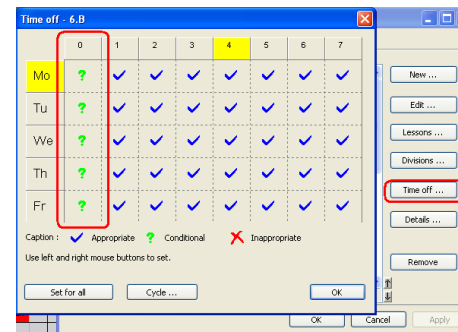 Time off - 6.B
0 1 2 3 4 5 6 7
Mo ?
Tu ?
We ?
Th ?
Fr ?
Caption : Appropriate ? Conditional Inappropriate
Use left and right mouse buttons to set.
Set for all Cycle ... OK
New ...
Edit ...
Lessons ...
Divisions ...
Time off ...
Details ...
Remove
OK Cancel Apply